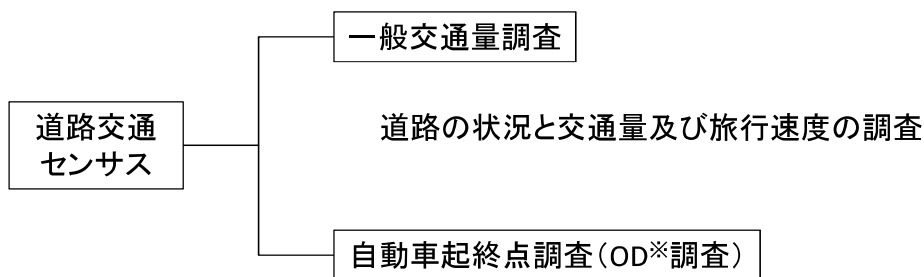 一般交通量調査
道路交通
センサス
道路の状況と交通量及び旅行速度の調査
自動車起終点調査(OD※調査)